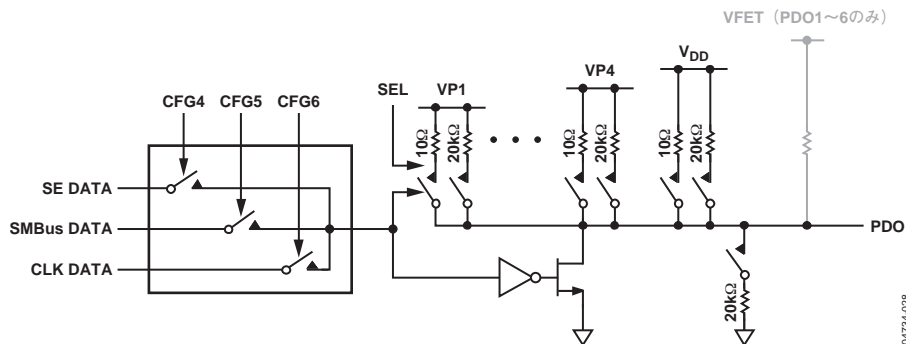 VFET (PDO1～6のみ)
VDD
VP4
SEL
VP1
CFG4
CFG5
CFG6
10Ω
20kΩ
10Ω
20kΩ
10Ω
20kΩ
SE DATA
SMBus DATA
CLK DATA
PDO
20kΩ
04734-028